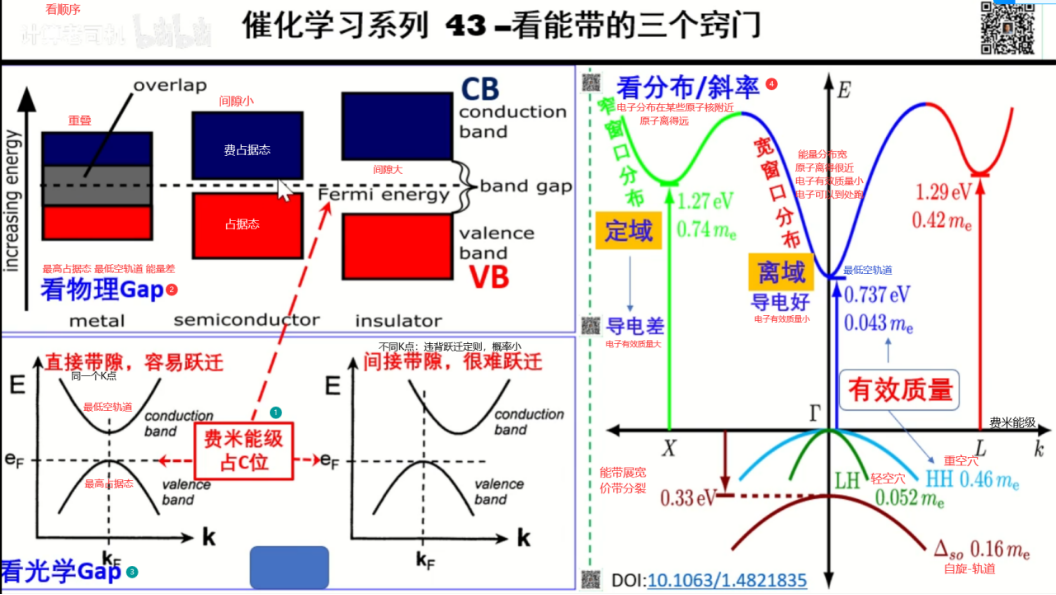 看顺序
催化学习系列 43 –看能带的三个窍门
overlap
重叠
间隙小
CB
conduction
band
increasing energy
费占据态
间隙大
Fermi energy
band gap
占据态
valence
band
VB
最高占据态 最低空轨道 能量差
看物理Gap
2
metal
semiconductor
insulator
直接带隙，容易跃迁
同一个K点
E
最低空轨道
conduction
band
eF
最高占据态
valence
band
k
kF
看光学Gap
3
1
费米能级
占C位
不同K点：违背跃迁定则，概率小
间接带隙，很难跃迁
E
conduction
band
eF
valence
band
k
kF
看分布/斜率
4
电子分布在某些原子核附近
原子离得远
窄窗口分布
宽窗口分布
能量分布宽
原子离得很近
电子有效质量小
电子可以到处跑
E
1.27 eV
0.74 me
1.29 eV
0.42 me
定域
离域
最低空轨道
导电好
电子有效质量小
0.737 eV
0.043 me
导电差
电子有效质量大
有效质量
Γ
费米能级
X
L
k
能带展宽
价带分裂
重空穴
LH
轻空穴
HH 0.46 me
0.33 eV
0.052 me
Δso 0.16 me
自旋-轨道
DOI:10.1063/1.4821835